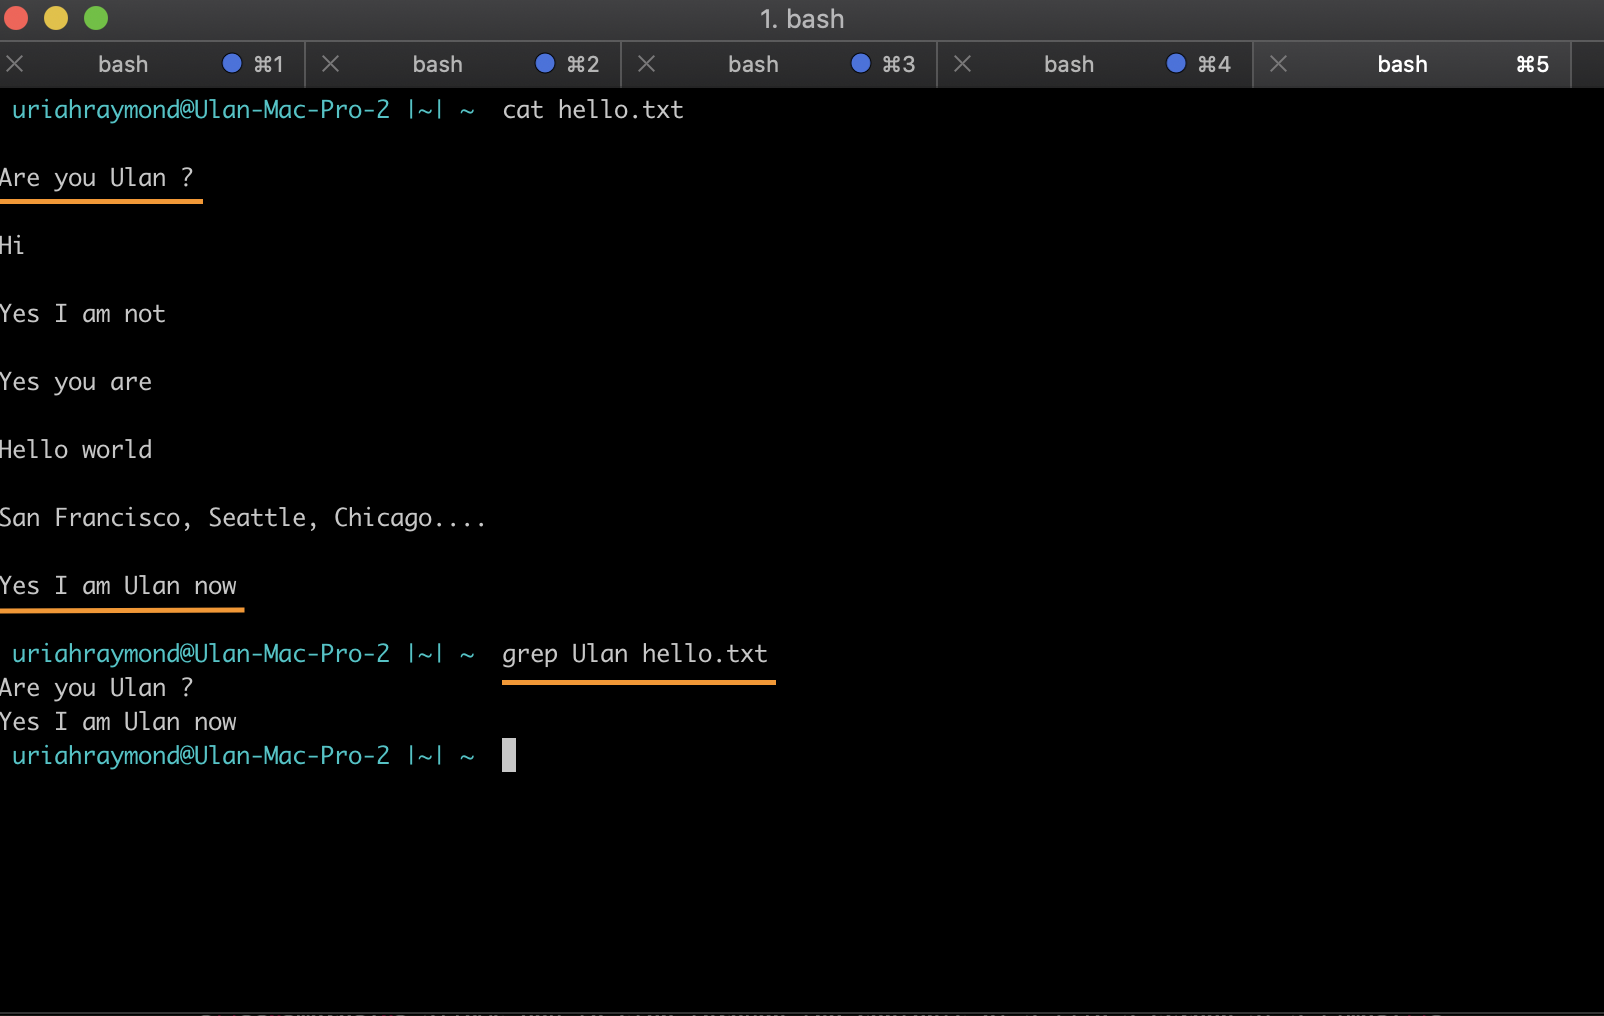 1. bash
bash ⌘1 bash ⌘2 bash ⌘3 bash ⌘4 bash ⌘5
uriahraymond@Ulan-Mac-Pro-2 |~| ~ cat hello.txt
Are you Ulan ?
Hi
Yes I am not
Yes you are
Hello world
San Francisco, Seattle, Chicago....
Yes I am Ulan now
uriahraymond@Ulan-Mac-Pro-2 |~| ~ grep Ulan hello.txt
Are you Ulan ?
Yes I am Ulan now
uriahraymond@Ulan-Mac-Pro-2 |~| ~